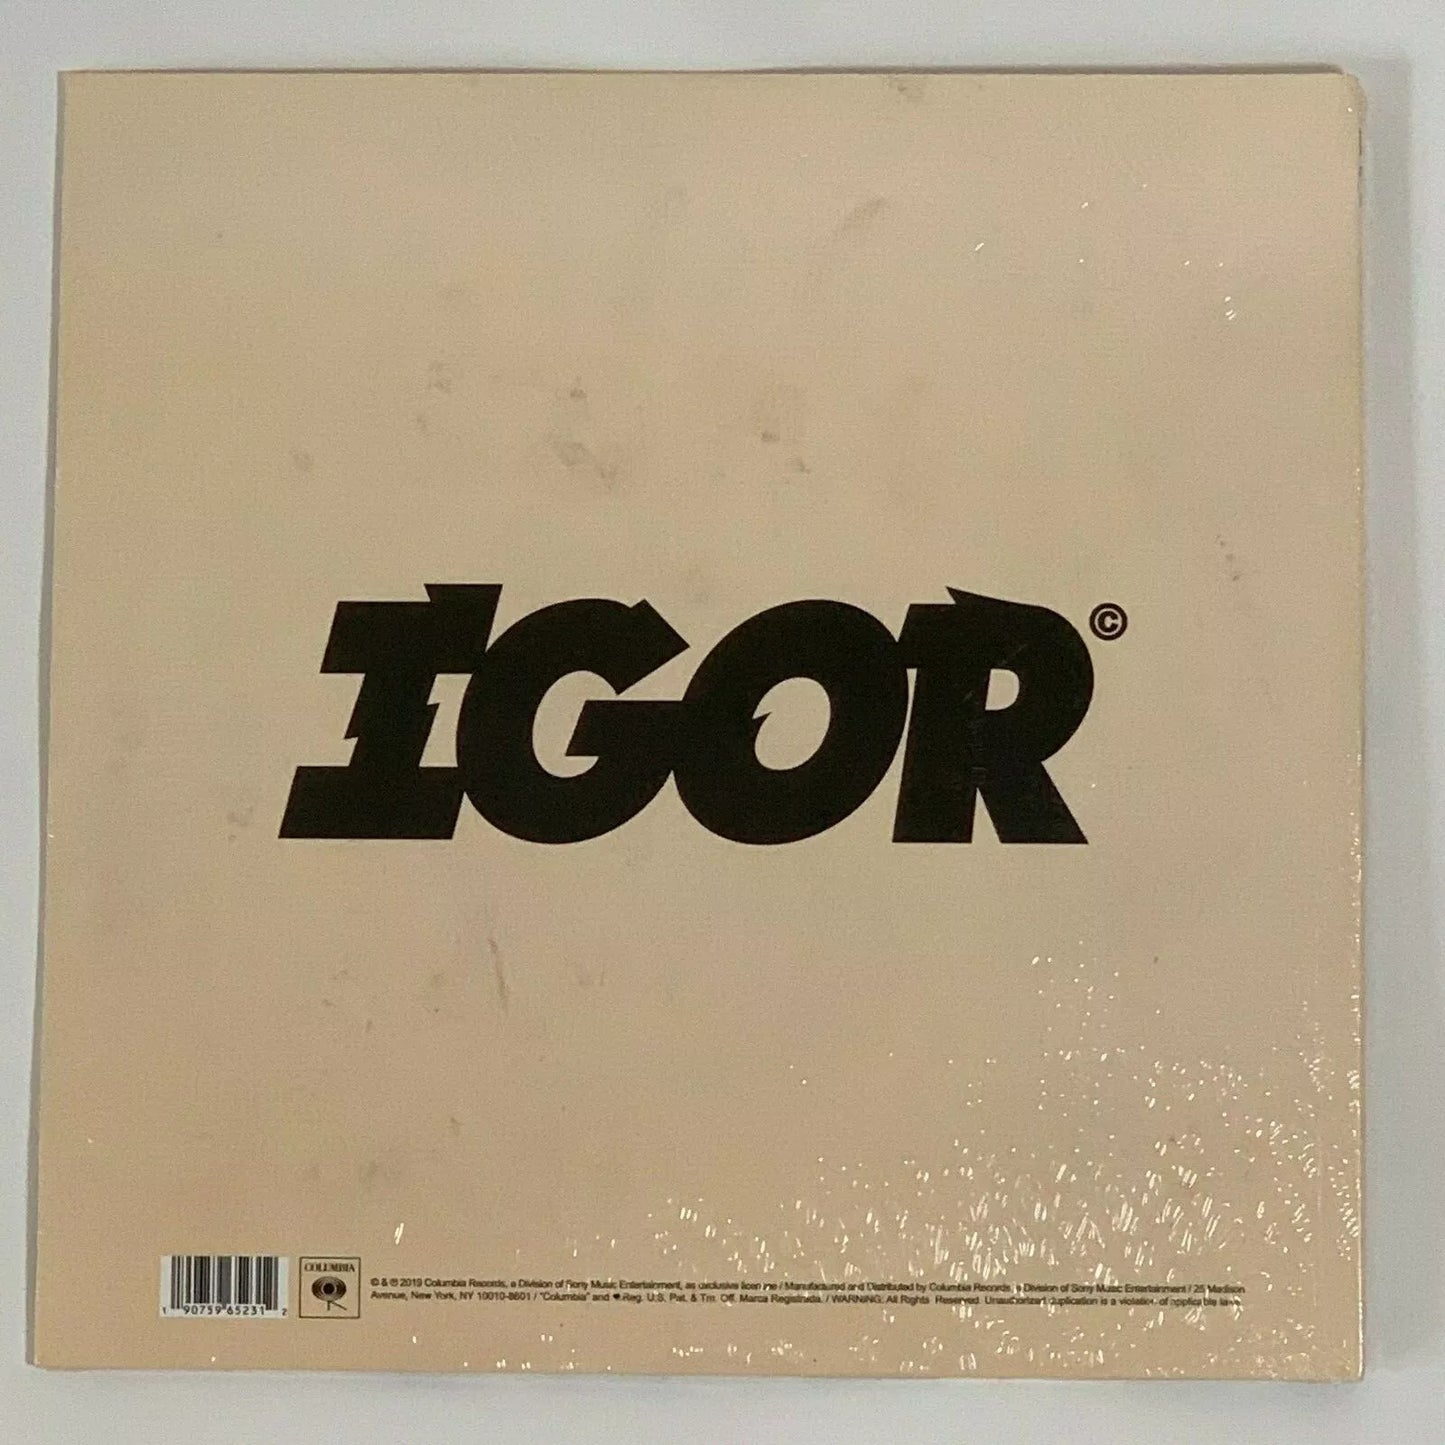 IGOR©
COLUMBIA
© & ℗ 2019 Columbia Records, a Division of Sony Music Entertainment, as exclusive licensee / Manufactured and Distributed by Columbia Records, a Division of Sony Music Entertainment / 25 Madison
Avenue, New York, NY 10010-8601 / "Columbia" and Reg. U.S. Pat. & Tm. Off. Marca Registrada. / WARNING: All Rights Reserved. Unauthorized duplication is a violation of applicable laws.
1 90759 65231 2